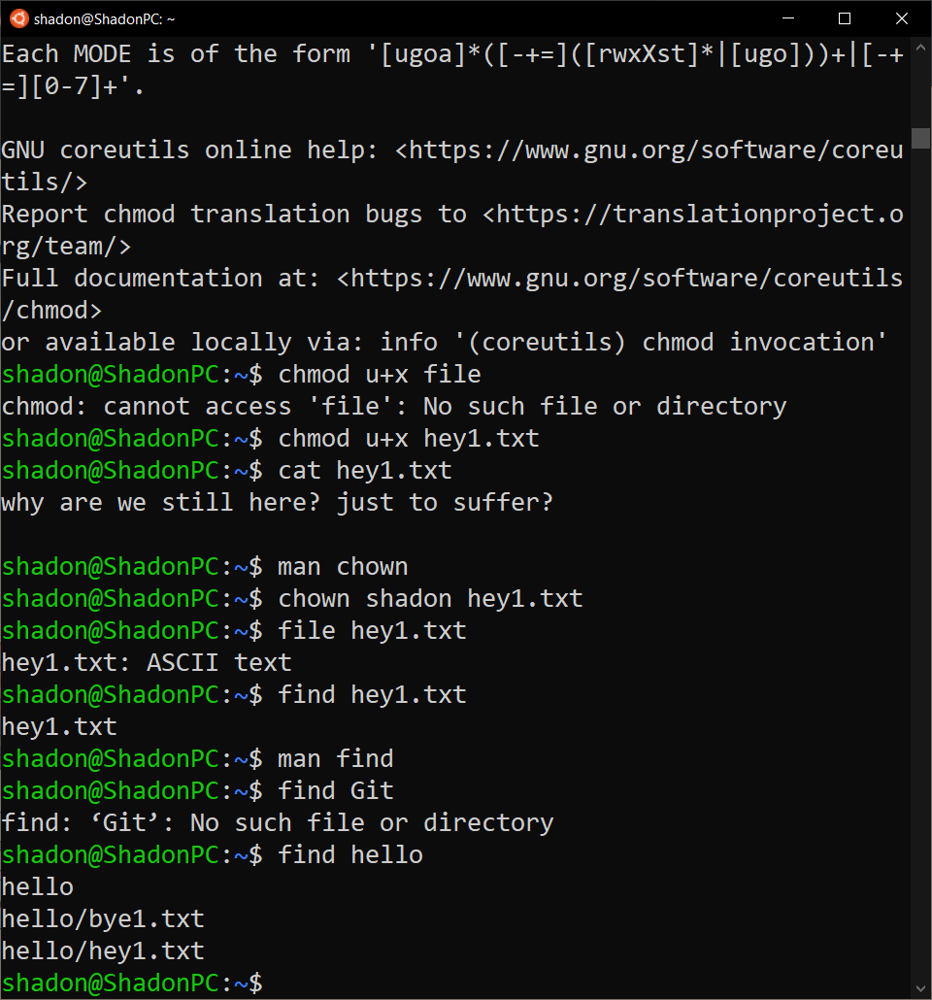 shadon@ShadonPC: ~
Each MODE is of the form '[ugoa]*([-+=]([rwxXst]*|[ugo]))+|[-+
=][0-7]+'.
GNU coreutils online help: <https://www.gnu.org/software/coreu
tils/>
Report chmod translation bugs to <https://translationproject.o
rg/team/>
Full documentation at: <https://www.gnu.org/software/coreutils
/chmod>
or available locally via: info '(coreutils) chmod invocation'
shadon@ShadonPC:~$ chmod u+x file
chmod: cannot access 'file': No such file or directory
shadon@ShadonPC:~$ chmod u+x hey1.txt
shadon@ShadonPC:~$ cat hey1.txt
why are we still here? just to suffer?
shadon@ShadonPC:~$ man chown
shadon@ShadonPC:~$ chown shadon hey1.txt
shadon@ShadonPC:~$ file hey1.txt
hey1.txt: ASCII text
shadon@ShadonPC:~$ find hey1.txt
hey1.txt
shadon@ShadonPC:~$ man find
shadon@ShadonPC:~$ find Git
find: ‘Git’: No such file or directory
shadon@ShadonPC:~$ find hello
hello
hello/bye1.txt
hello/hey1.txt
shadon@ShadonPC:~$